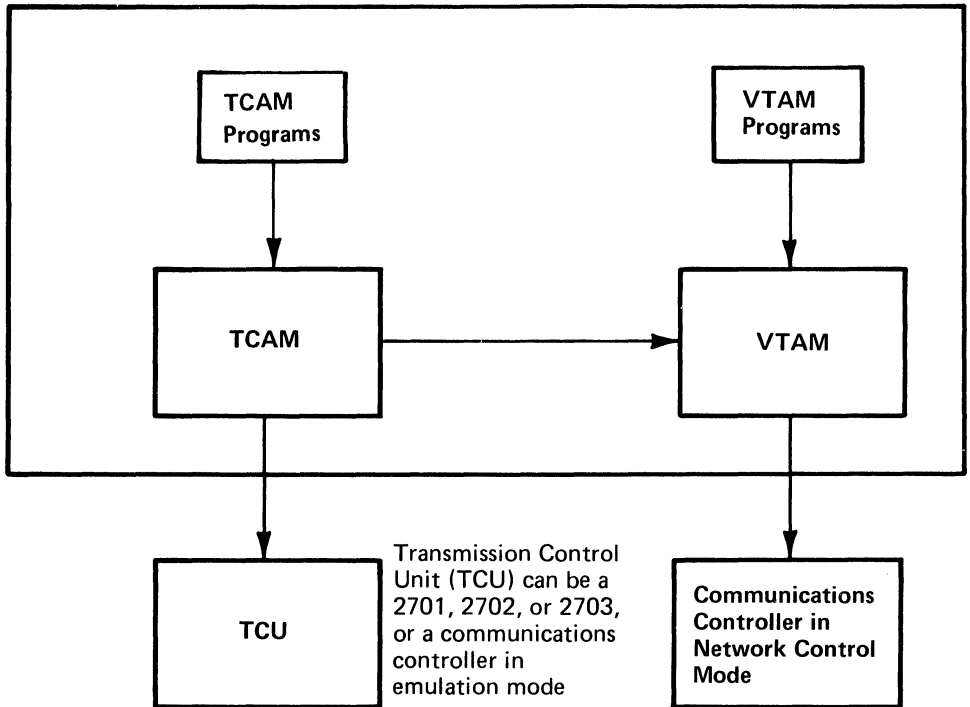 TCAM
Programs
VTAM
Programs
TCAM
VTAM
TCU
Transmission Control
Unit (TCU) can be a
2701, 2702, or 2703,
or a communications
controller in
emulation mode
Communications
Controller in
Network Control
Mode